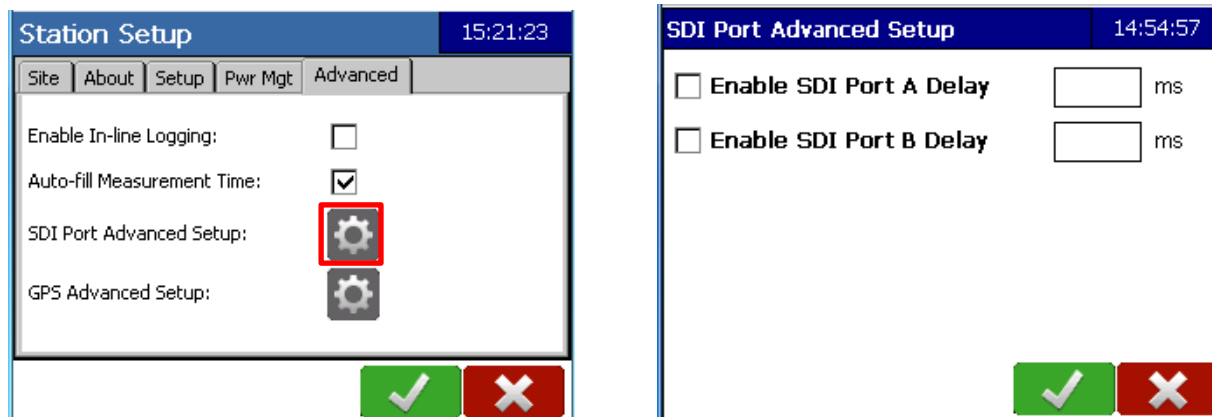 Station Setup 15:21:23
Site About Setup Pwr Mgt Advanced
Enable In-line Logging:
Auto-fill Measurement Time:
SDI Port Advanced Setup:
GPS Advanced Setup:
SDI Port Advanced Setup 14:54:57
Enable SDI Port A Delay ms
Enable SDI Port B Delay ms